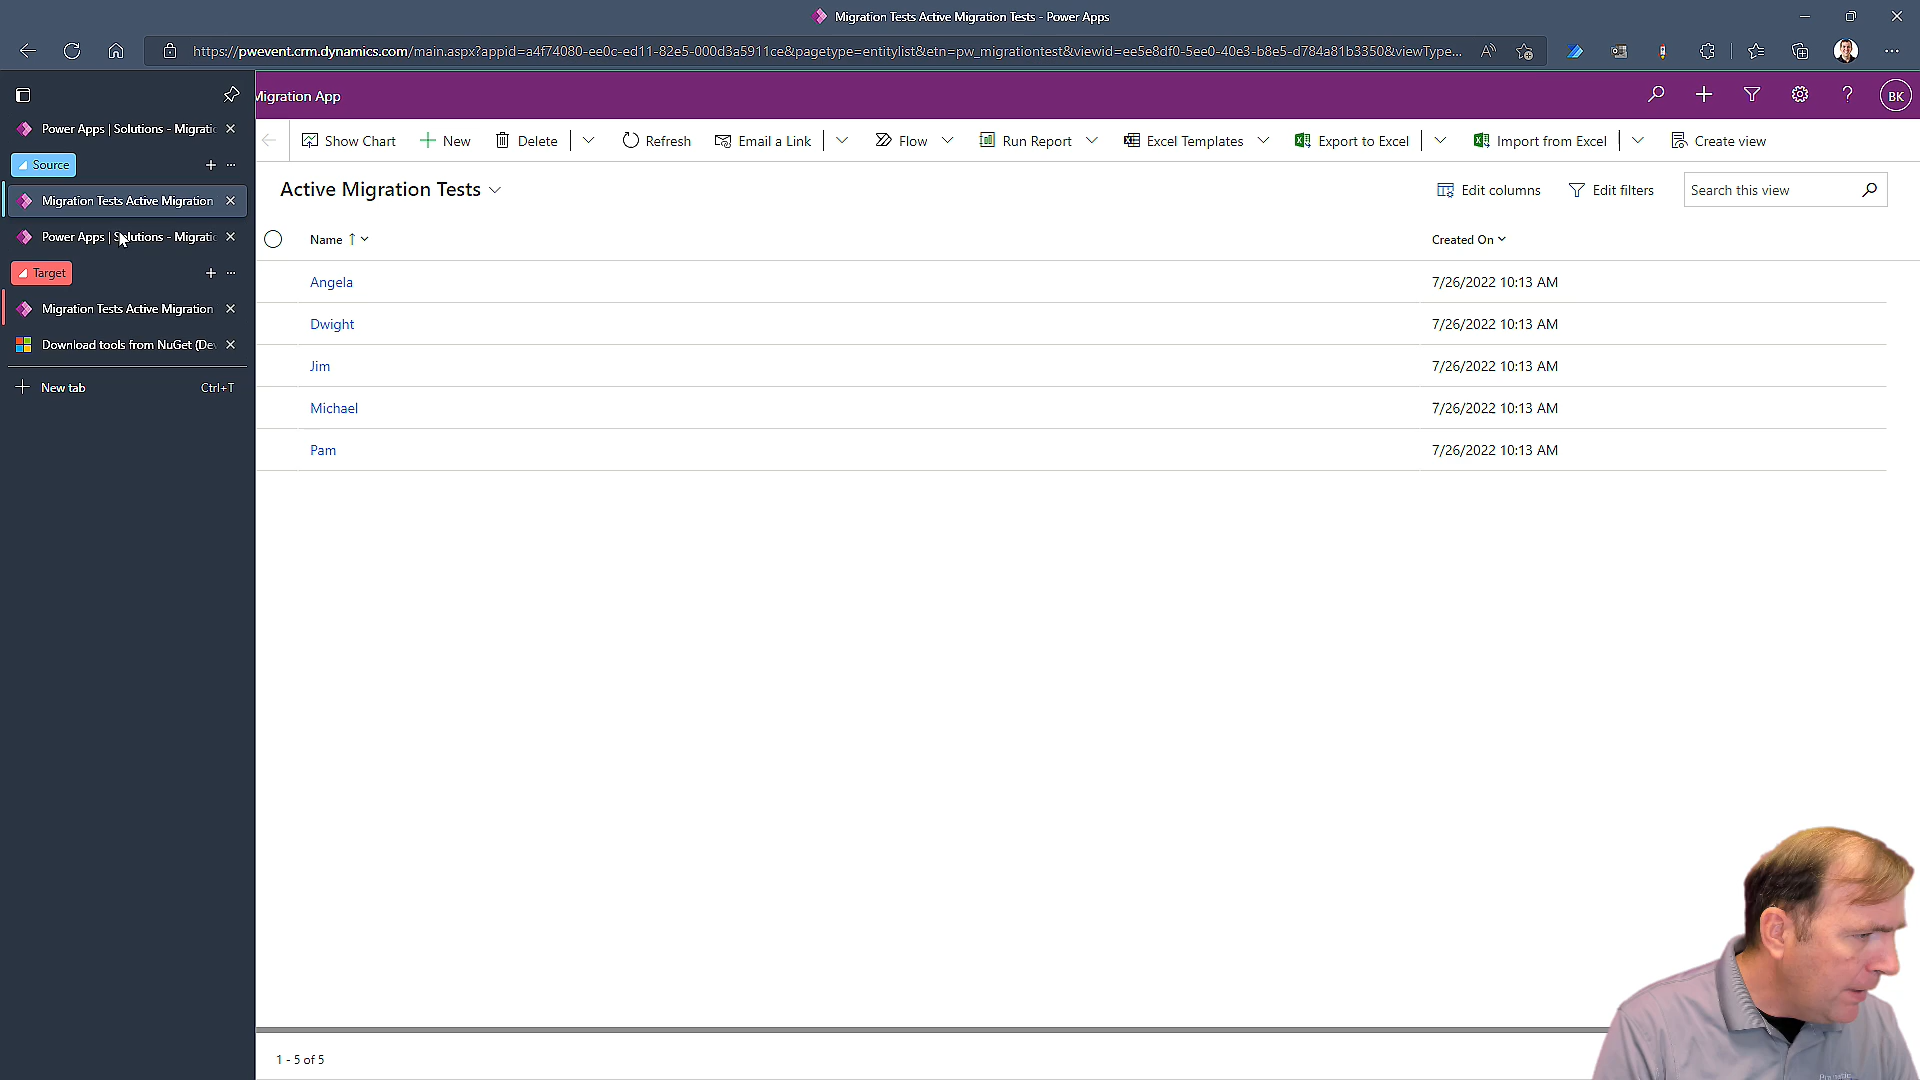 Migration Tests Active Migration Tests - Power Apps
https://pwevent.crm.dynamics.com/main.aspx?appid=a4f74080-ee0c-ed11-82e5-000d3a5911ce&pagetype=entitylist&etn=pw_migrationtest&viewid=ee5e8df0-5ee0-40e3-b8e5-d784a81b3350&viewType...
Migration App
BK
Power Apps | Solutions - Migratic
Source
Migration Tests Active Migration
Power Apps | Solutions - Migratic
Target
Migration Tests Active Migration
Download tools from NuGet (De
New tab Ctrl+T
Show Chart New Delete Refresh Email a Link Flow Run Report Excel Templates Export to Excel Import from Excel Create view
Active Migration Tests
Edit columns Edit filters Search this view
Name Created On
Angela 7/26/2022 10:13 AM
Dwight 7/26/2022 10:13 AM
Jim 7/26/2022 10:13 AM
Michael 7/26/2022 10:13 AM
Pam 7/26/2022 10:13 AM
1 - 5 of 5